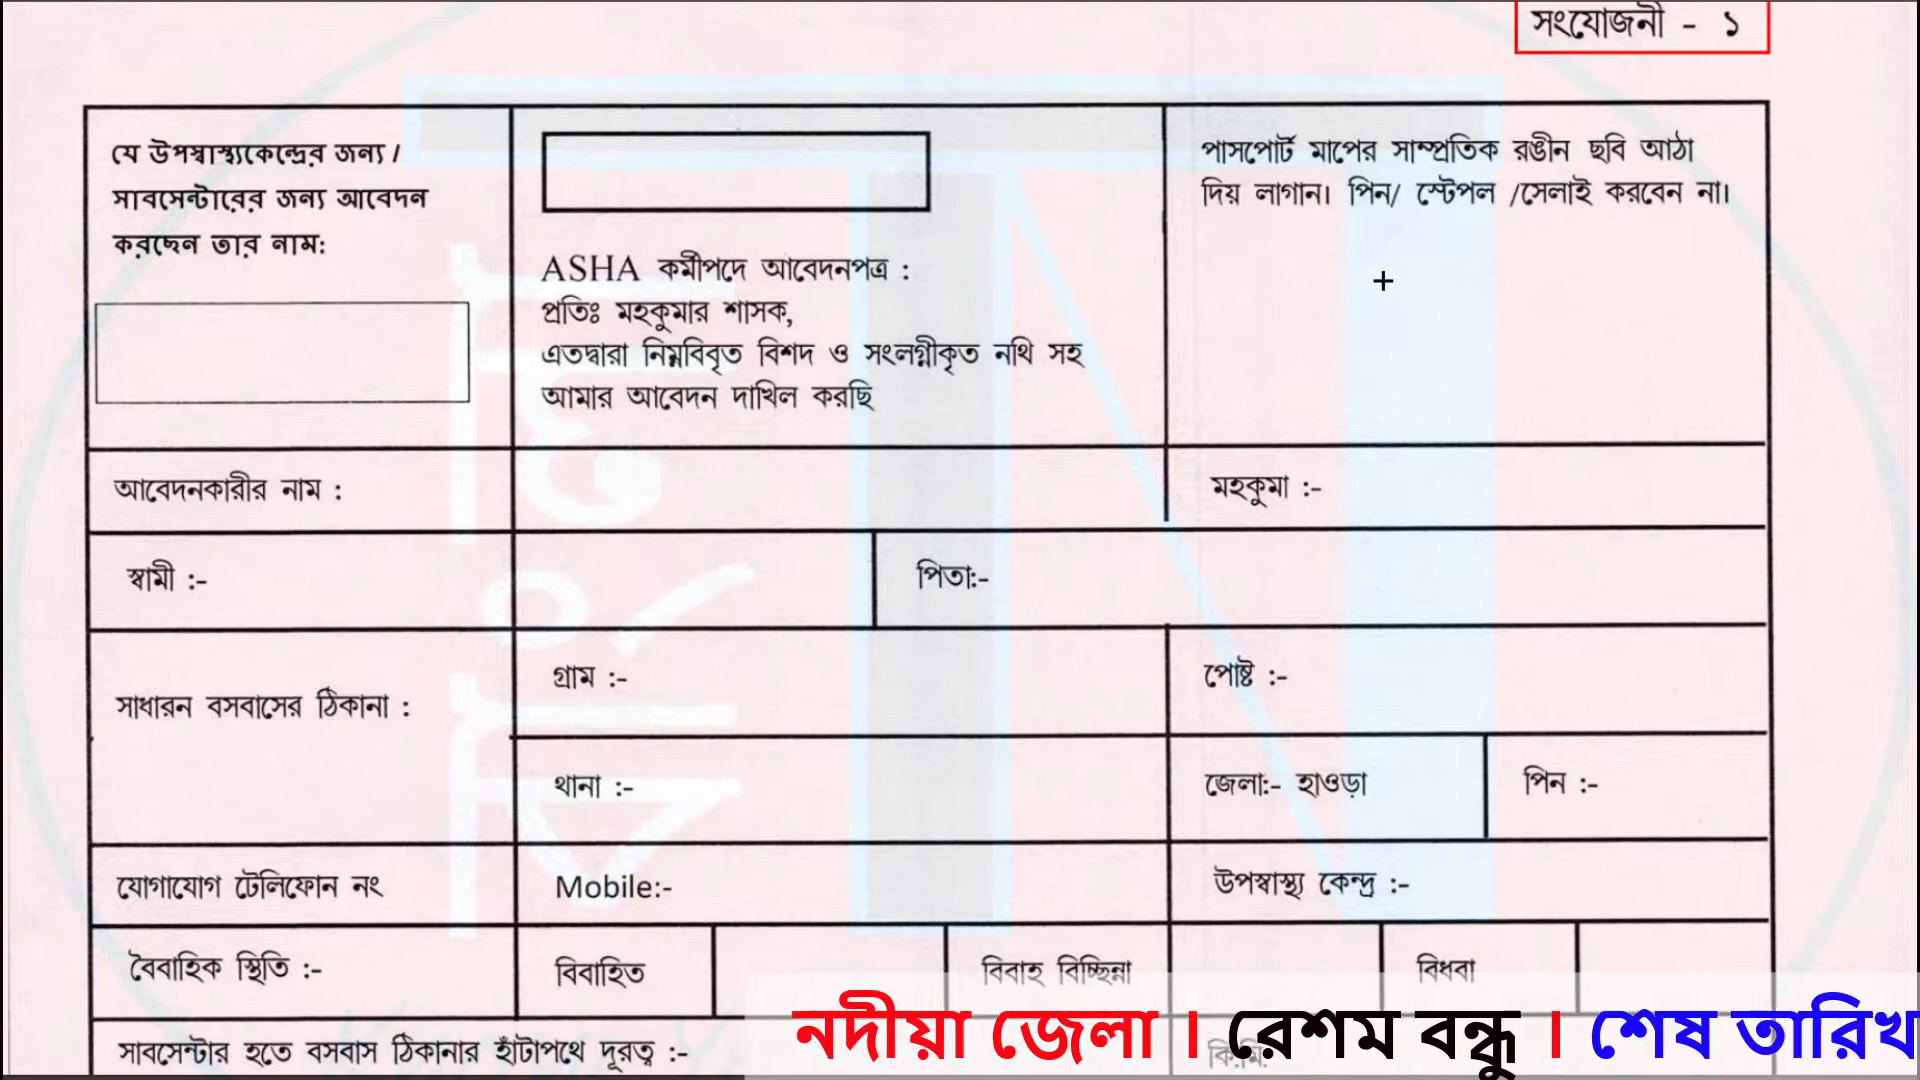 সংযোজনী - ১
যে উপস্বাস্থ্যকেন্দ্রের জন্য /
সাবসেন্টারের জন্য আবেদন
করছেন তার নাম:
ASHA কর্মীপদে আবেদনপত্র :
প্রতিঃ মহকুমার শাসক,
এতদ্বারা নিম্নবিবৃত বিশদ ও সংলগ্নীকৃত নথি সহ
আমার আবেদন দাখিল করছি
পাসপোর্ট মাপের সাম্প্রতিক রঙীন ছবি আঠা
দিয় লাগান। পিন/ স্টেপল /সেলাই করবেন না।
আবেদনকারীর নাম :
মহকুমা :-
স্বামী :-
পিতা:-
সাধারন বসবাসের ঠিকানা :
গ্রাম :-
পোষ্ট :-
থানা :-
জেলা:- হাওড়া
পিন :-
যোগাযোগ টেলিফোন নং
Mobile:-
উপস্বাস্থ্য কেন্দ্র :-
বৈবাহিক স্থিতি :-
বিবাহিত
বিবাহ বিচ্ছিন্না
বিধবা
সাবসেন্টার হতে বসবাস ঠিকানার হাঁটাপথে দূরত্ব :-
কি.মি.
নদীয়া জেলা । রেশম বন্ধু । শেষ তারিখ
বাংলা